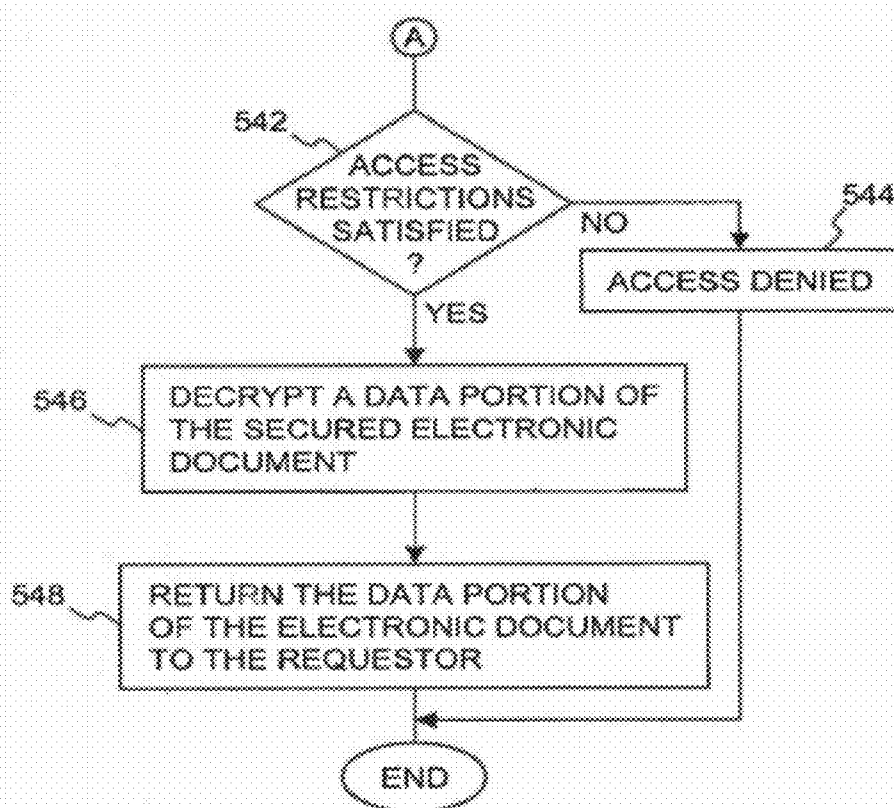 A
542
ACCESS
RESTRICTIONS
SATISFIED
?
NO
544
ACCESS DENIED
YES
546
DECRYPT A DATA PORTION OF
THE SECURED ELECTRONIC
DOCUMENT
548
RETURN THE DATA PORTION
OF THE ELECTRONIC DOCUMENT
TO THE REQUESTOR
END